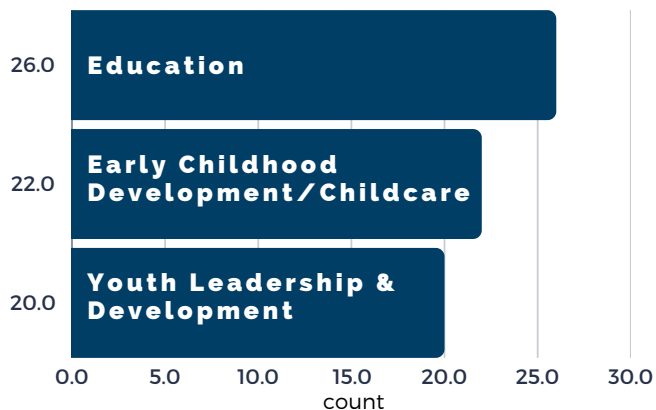 26.0
Education
22.0
Early Childhood
Development/Childcare
20.0
Youth Leadership &
Development
0.0 5.0 10.0 15.0 20.0 25.0 30.0
count